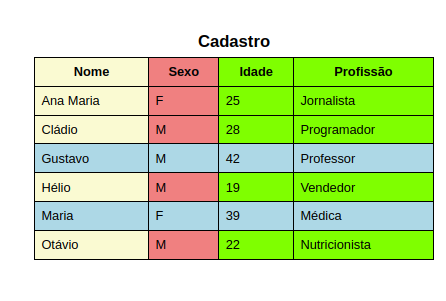 Cadastro
Nome Sexo Idade Profissão
Ana Maria F 25 Jornalista
Cládio M 28 Programador
Gustavo M 42 Professor
Hélio M 19 Vendedor
Maria F 39 Médica
Otávio M 22 Nutricionista